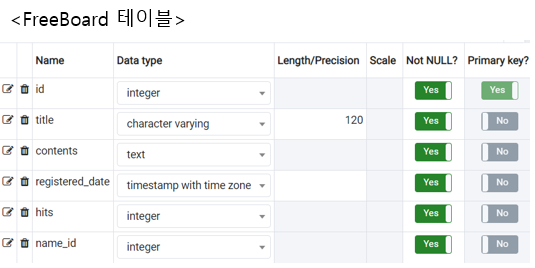 <FreeBoard 테이블>
Name Data type Length/Precision Scale Not NULL? Primary key?
id integer Yes Yes
title character varying 120 Yes No
contents text Yes No
registered_date timestamp with time zone Yes No
hits integer Yes No
name_id integer Yes No